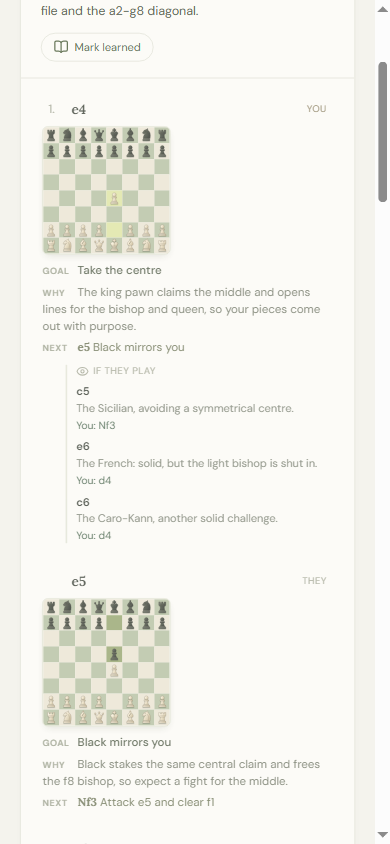 file and the a2-g8 diagonal.
Mark learned
1. e4 YOU
GOAL Take the centre
WHY The king pawn claims the middle and opens
lines for the bishop and queen, so your pieces come
out with purpose.
NEXT e5 Black mirrors you
IF THEY PLAY
c5
The Sicilian, avoiding a symmetrical centre.
You: Nf3
e6
The French: solid, but the light bishop is shut in.
You: d4
c6
The Caro-Kann, another solid challenge.
You: d4
e5 THEY
GOAL Black mirrors you
WHY Black stakes the same central claim and frees
the f8 bishop, so expect a fight for the middle.
NEXT Nf3 Attack e5 and clear f1